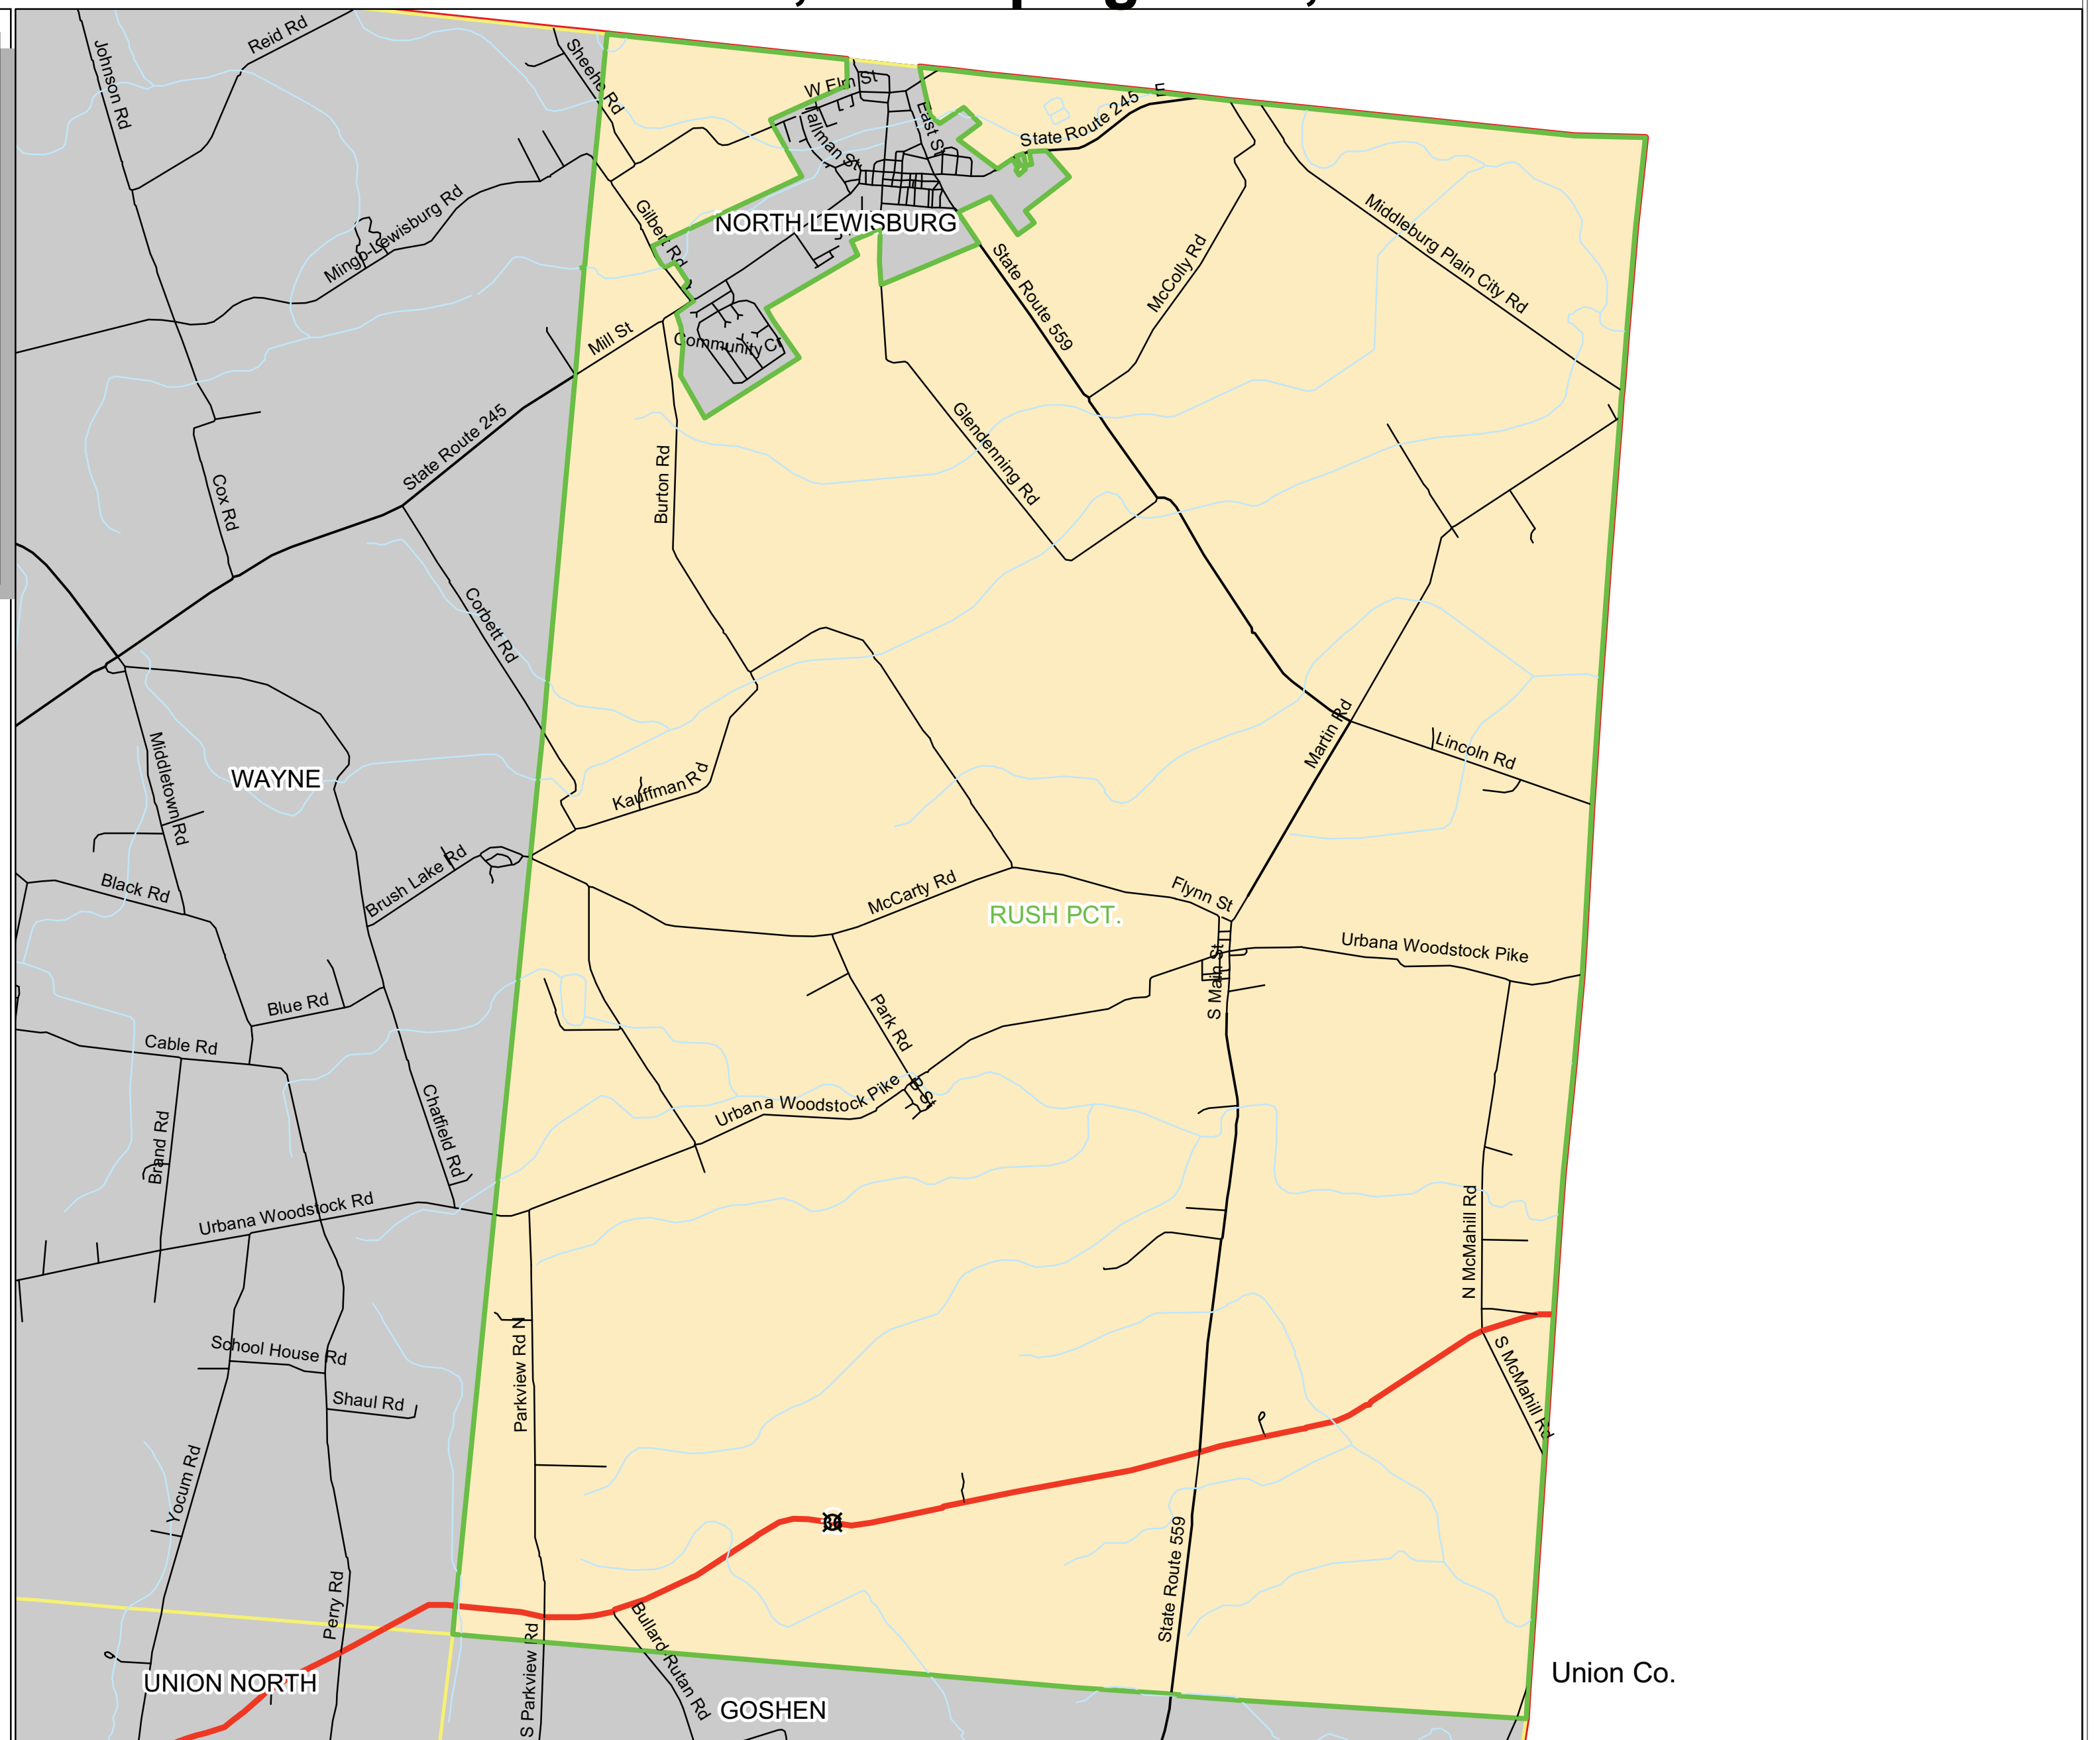 Reid Rd
Johnson Rd
Sheehe Rd
W Elm St
Tallman St
East St
State Route 245 E
Mingo-Lewisburg Rd
Gilbert Rd
NORTH LEWISBURG
Middleburg Plain City Rd
McColly Rd
State Route 559
Mill St
Community Cr
State Route 245
Glendenning Rd
Burton Rd
Cox Rd
Corbett Rd
Martin Rd
Lincoln Rd
Middletown Rd
WAYNE
Kauffman Rd
Brush Lake Rd
Black Rd
McCarty Rd
Flynn St
RUSH PCT.
Urbana Woodstock Pike
S Main St
Blue Rd
Park Rd
Cable Rd
B St
Urbana Woodstock Pike
Chatfield Rd
Brand Rd
Urbana Woodstock Rd
N McMahill Rd
School House Rd
Parkview Rd N
S McMahill Rd
Shaul Rd
Yocum Rd
36
State Route 559
Perry Rd
Bullard Rutan Rd
S Parkview Rd
UNION NORTH
Union Co.
GOSHEN